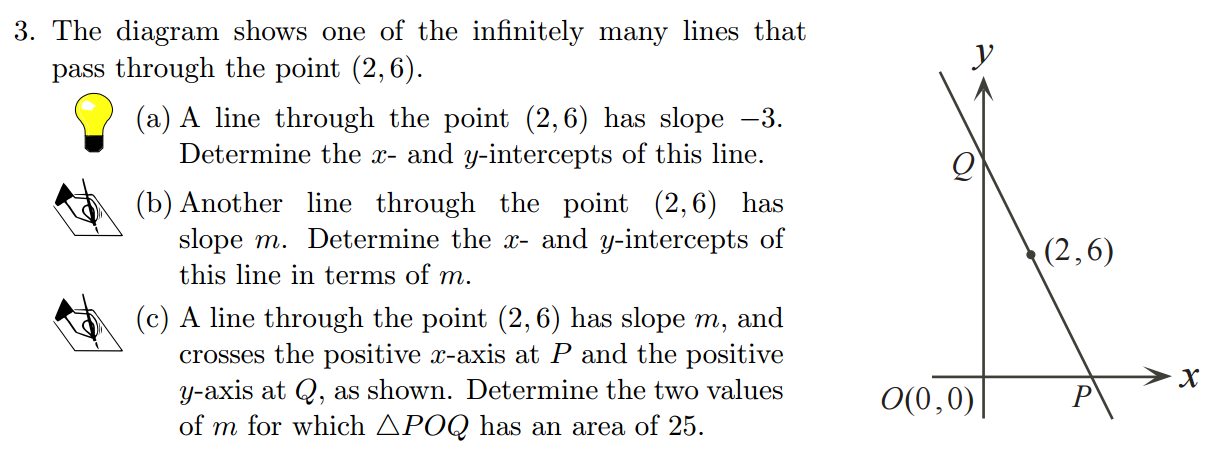 3. The diagram shows one of the infinitely many lines that
pass through the point (2, 6).
(a) A line through the point (2, 6) has slope −3.
Determine the x- and y-intercepts of this line.
(b) Another line through the point (2, 6) has
slope m. Determine the x- and y-intercepts of
this line in terms of m.
(c) A line through the point (2, 6) has slope m, and
crosses the positive x-axis at P and the positive
y-axis at Q, as shown. Determine the two values
of m for which △POQ has an area of 25.
y
Q
(2,6)
x
O(0,0)
P